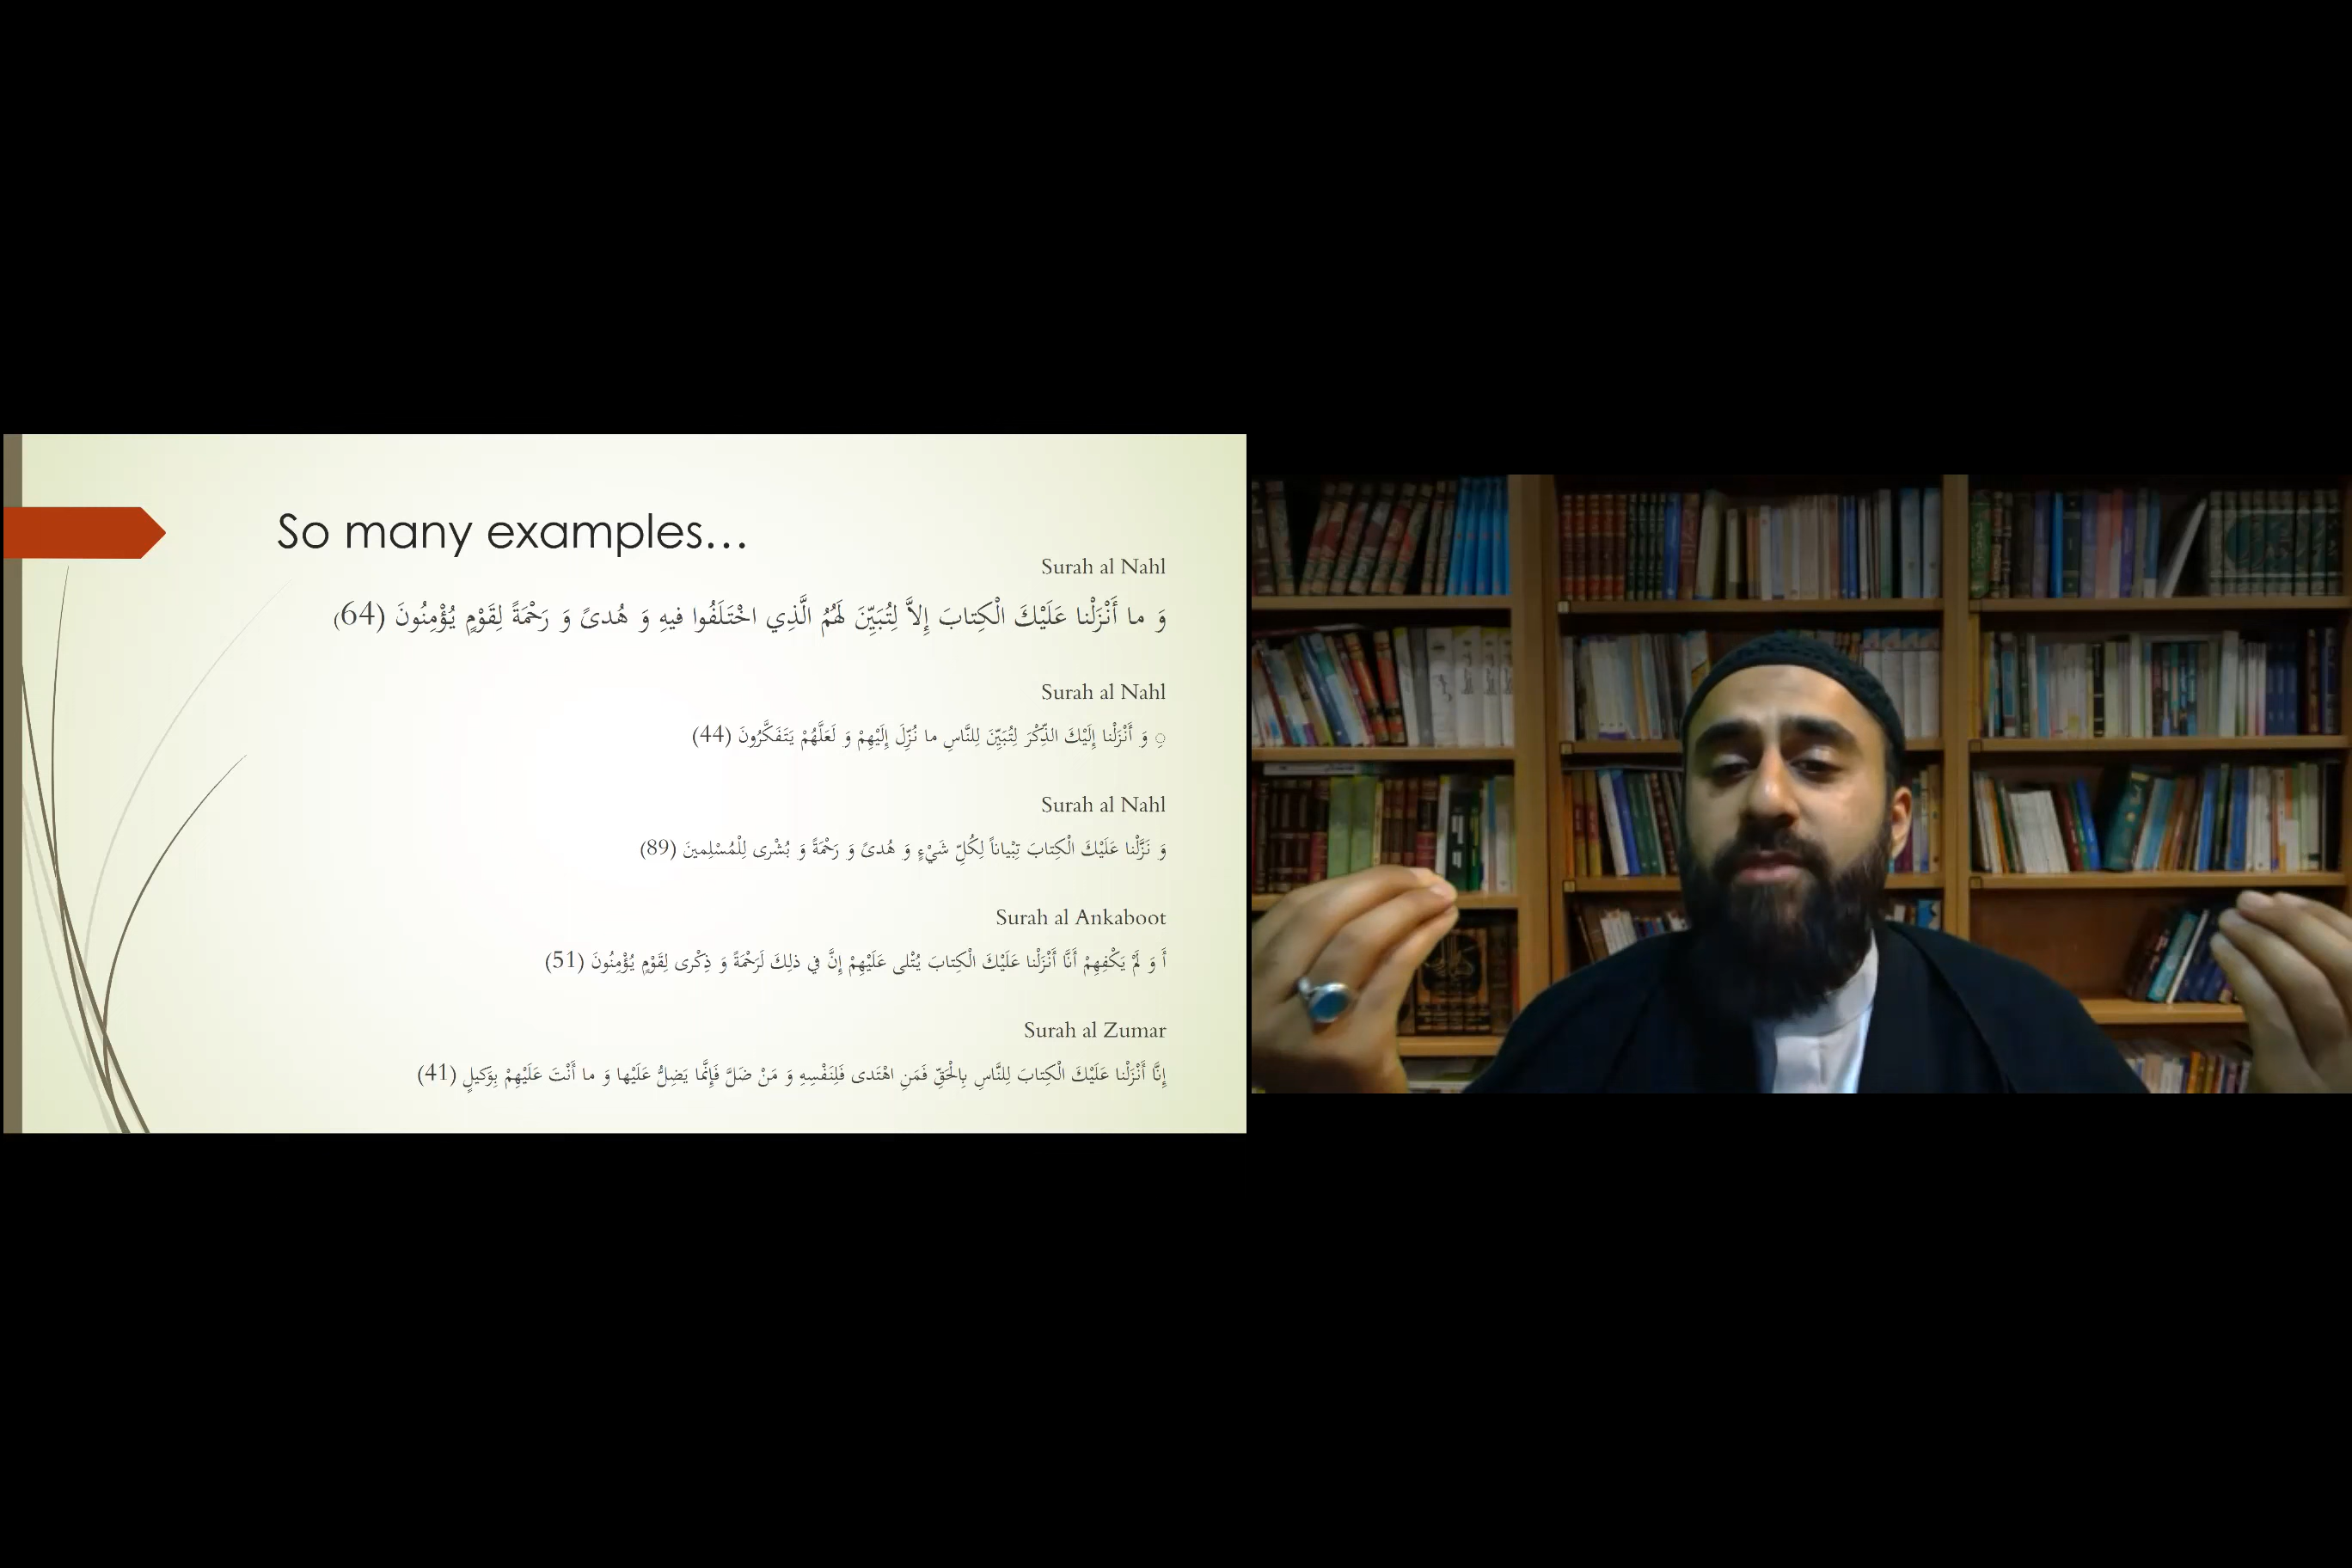 So many examples…
Surah al Nahl
وَ ما أَنْزَلْنا عَلَيْكَ الْكِتابَ إِلاَّ لِتُبَيِّنَ لَهُمُ الَّذِي اخْتَلَفُوا فيهِ وَ هُدىً وَ رَحْمَةً لِقَوْمٍ يُؤْمِنُونَ (64)
Surah al Nahl
ِ وَ أَنْزَلْنا إِلَيْكَ الذِّكْرَ لِتُبَيِّنَ لِلنَّاسِ ما نُزِّلَ إِلَيْهِمْ وَ لَعَلَّهُمْ يَتَفَكَّرُونَ (44)
Surah al Nahl
وَ نَزَّلْنا عَلَيْكَ الْكِتابَ تِبْياناً لِكُلِّ شَيْءٍ وَ هُدىً وَ رَحْمَةً وَ بُشْرى لِلْمُسْلِمينَ (89)
Surah al Ankaboot
أَ وَ لَمْ يَكْفِهِمْ أَنَّا أَنْزَلْنا عَلَيْكَ الْكِتابَ يُتْلى عَلَيْهِمْ إِنَّ في ذلِكَ لَرَحْمَةً وَ ذِكْرى لِقَوْمٍ يُؤْمِنُونَ (51)
Surah al Zumar
إِنَّا أَنْزَلْنا عَلَيْكَ الْكِتابَ لِلنَّاسِ بِالْحَقِّ فَمَنِ اهْتَدى فَلِنَفْسِهِ وَ مَنْ ضَلَّ فَإِنَّما يَضِلُّ عَلَيْها وَ ما أَنْتَ عَلَيْهِمْ بِوَكيلٍ (41)